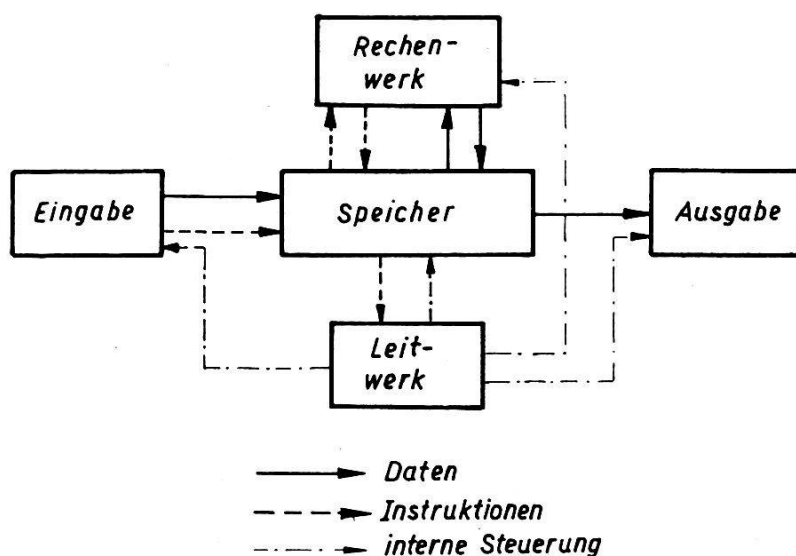 Rechen-
werk
Eingabe
Speicher
Ausgabe
Leit-
werk
Daten
Instruktionen
interne Steuerung